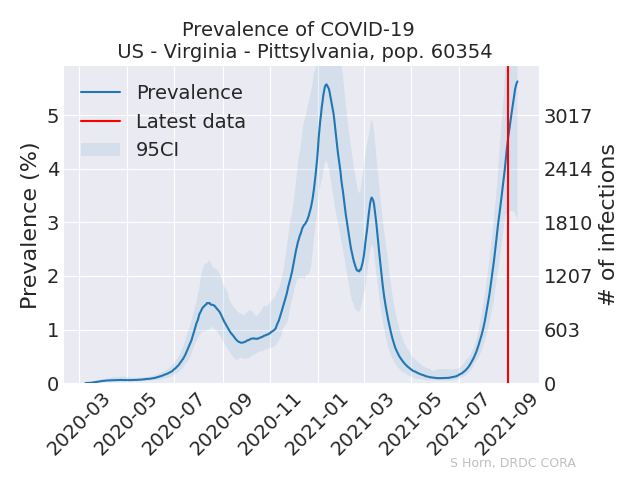 Prevalence of COVID-19
US - Virginia - Pittsylvania, pop. 60354
Prevalence
Latest data
95CI
Prevalence (%)
5
4
3
2
1
0
3017
2414
1810
1207
603
0
# of infections
2020-03
2020-05
2020-07
2020-09
2020-11
2021-01
2021-03
2021-05
2021-07
2021-09
S Horn, DRDC CORA